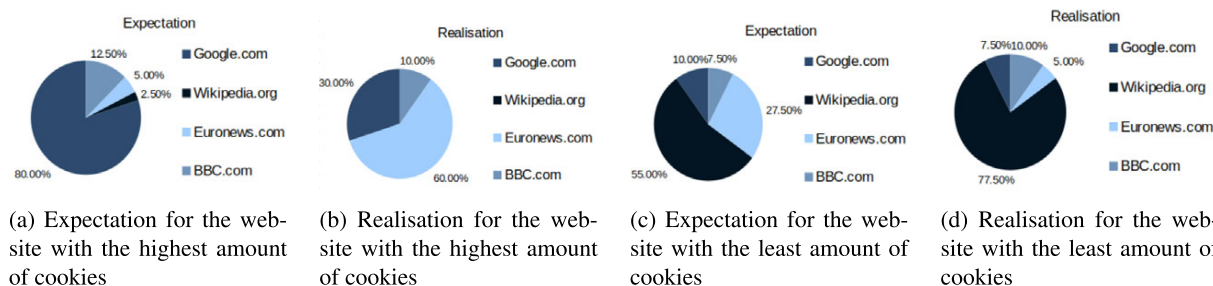 Expectation
12.50%
5.00%
2.50%
80.00%
Google.com
Wikipedia.org
Euronews.com
BBC.com
(a) Expectation for the web-
site with the highest amount
of cookies
Realisation
10.00%
30.00%
60.00%
Google.com
Wikipedia.org
Euronews.com
BBC.com
(b) Realisation for the web-
site with the highest amount
of cookies
Expectation
10.00% 7.50%
27.50%
55.00%
Google.com
Wikipedia.org
Euronews.com
BBC.com
(c) Expectation for the web-
site with the least amount of
cookies
Realisation
7.50% 10.00%
5.00%
77.50%
Google.com
Wikipedia.org
Euronews.com
BBC.com
(d) Realisation for the web-
site with the least amount of
cookies